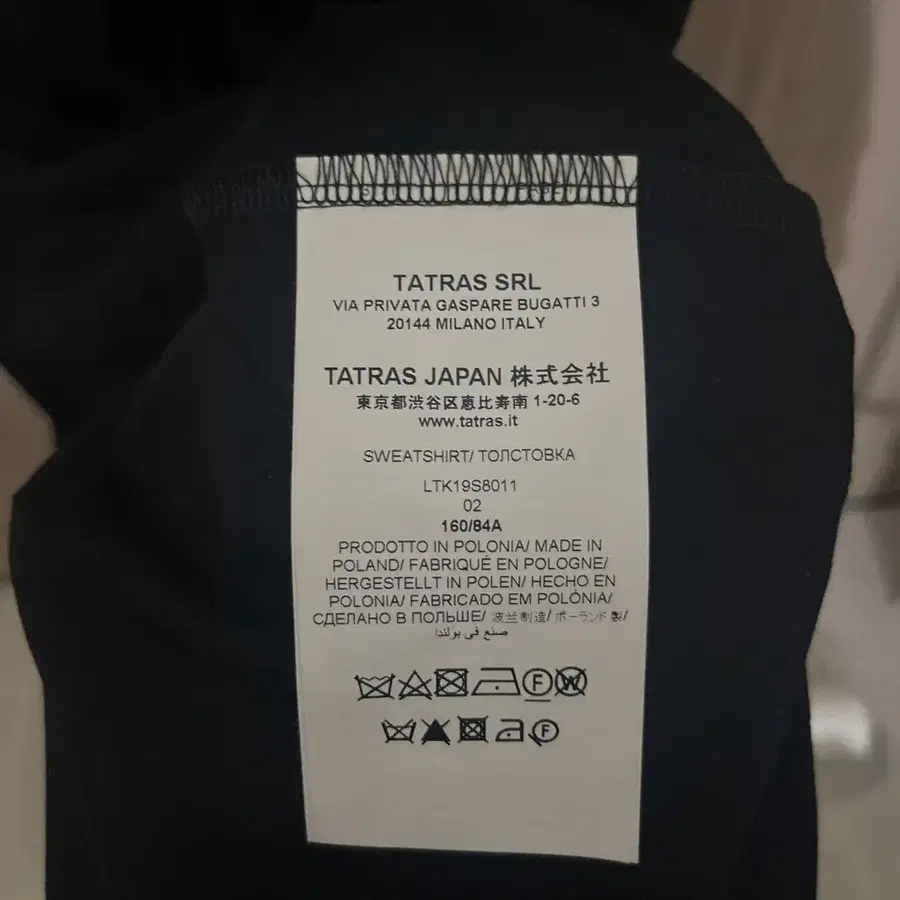 TATRAS SRL
VIA PRIVATA GASPARE BUGATTI 3
20144 MILANO ITALY
TATRAS JAPAN 株式会社
東京都渋谷区恵比寿南 1-20-6
www.tatras.it
SWEATSHIRT/ ТОЛСТОВКА
LTK19S8011
02
160/84A
PRODOTTO IN POLONIA/ MADE IN
POLAND/ FABRIQUÉ EN POLOGNE/
HERGESTELLT IN POLEN/ HECHO EN
POLONIA/ FABRICADO EM POLÓNIA/
СДЕЛАНО В ПОЛЬШЕ/ 波兰制造/ ポーランド製/
صنع في بولندا
F W
F